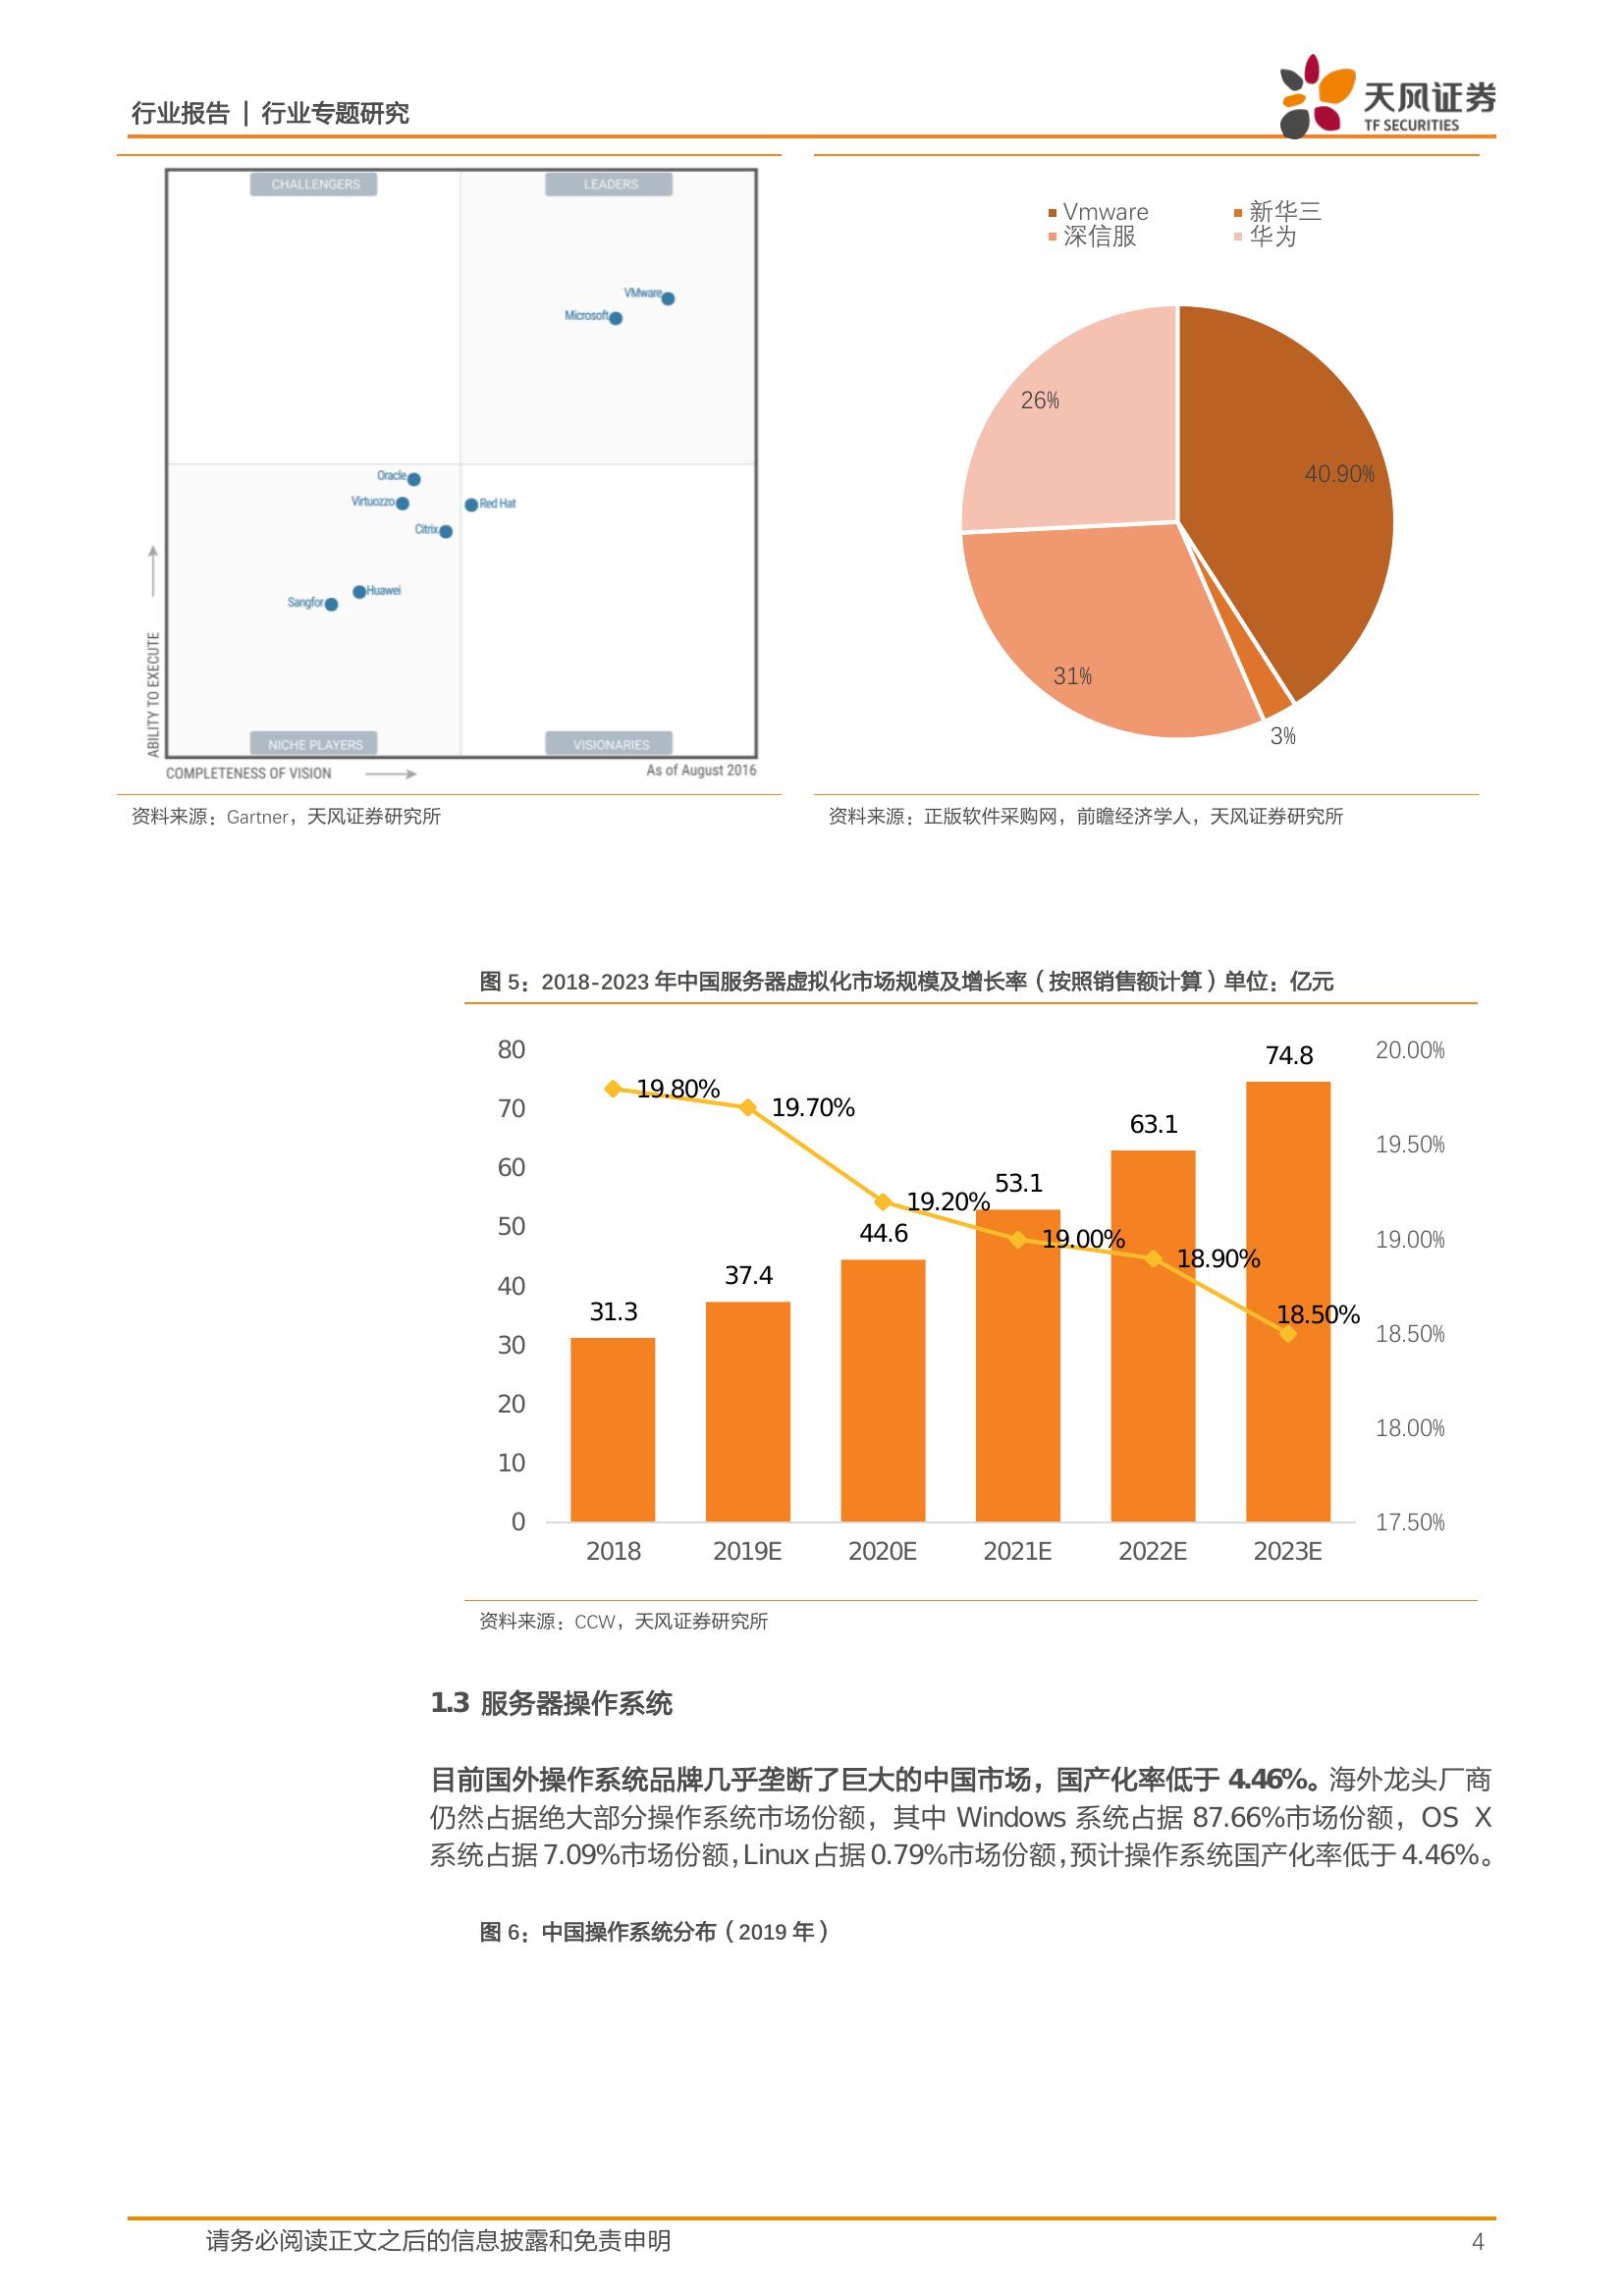 行业报告 | 行业专题研究
天风证券
TF SECURITIES
CHALLENGERS
LEADERS
VMware
Microsoft
Oracle
Virtuozzo
Red Hat
Citrix
Huawei
Sangfor
NICHE PLAYERS
VISIONARIES
ABILITY TO EXECUTE
COMPLETENESS OF VISION
As of August 2016
资料来源：Gartner，天风证券研究所
Vmware 新华三
深信服 华为
26%
40.90%
31%
3%
资料来源：正版软件采购网，前瞻经济学人，天风证券研究所
图 5：2018-2023 年中国服务器虚拟化市场规模及增长率（按照销售额计算）单位：亿元
80
70
60
50
40
30
20
10
0
31.3
37.4
44.6
53.1
63.1
74.8
19.80%
19.70%
19.20%
19.00%
18.90%
18.50%
20.00%
19.50%
19.00%
18.50%
18.00%
17.50%
2018 2019E 2020E 2021E 2022E 2023E
资料来源：CCW，天风证券研究所
1.3 服务器操作系统
目前国外操作系统品牌几乎垄断了巨大的中国市场，国产化率低于 4.46%。海外龙头厂商
仍然占据绝大部分操作系统市场份额，其中 Windows 系统占据 87.66%市场份额，OS X
系统占据 7.09%市场份额，Linux 占据 0.79%市场份额，预计操作系统国产化率低于 4.46%。
图 6：中国操作系统分布（2019 年）
请务必阅读正文之后的信息披露和免责申明
4